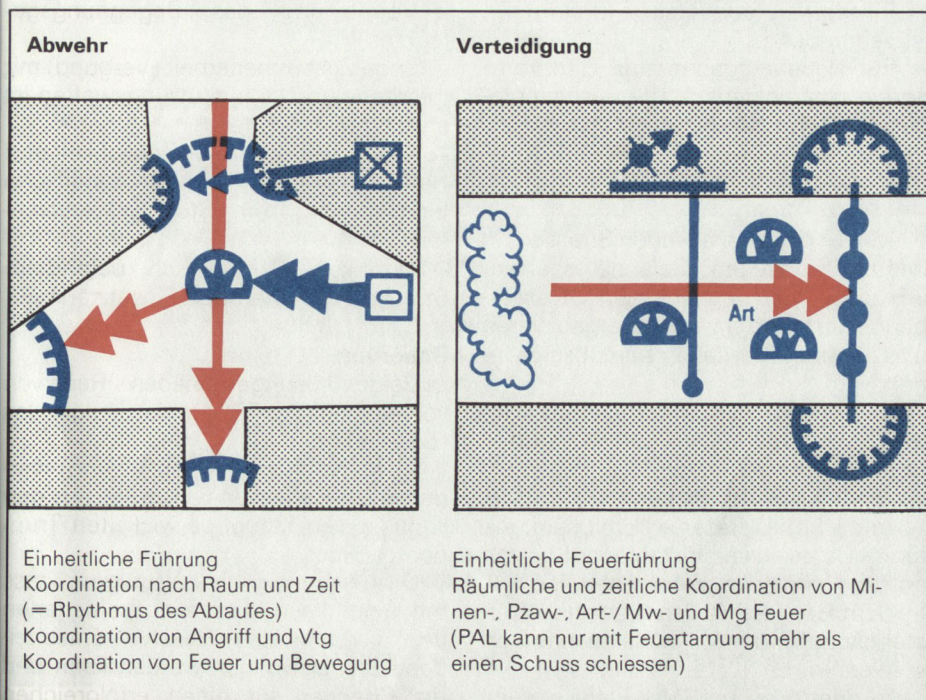 Abwehr
Verteidigung
Art
Einheitliche Führung
Koordination nach Raum und Zeit
(= Rhythmus des Ablaufes)
Koordination von Angriff und Vtg
Koordination von Feuer und Bewegung
Einheitliche Feuerführung
Räumliche und zeitliche Koordination von Mi-
nen-, Pzaw-, Art-/Mw- und Mg Feuer
(PAL kann nur mit Feuertarnung mehr als
einen Schuss schiessen)